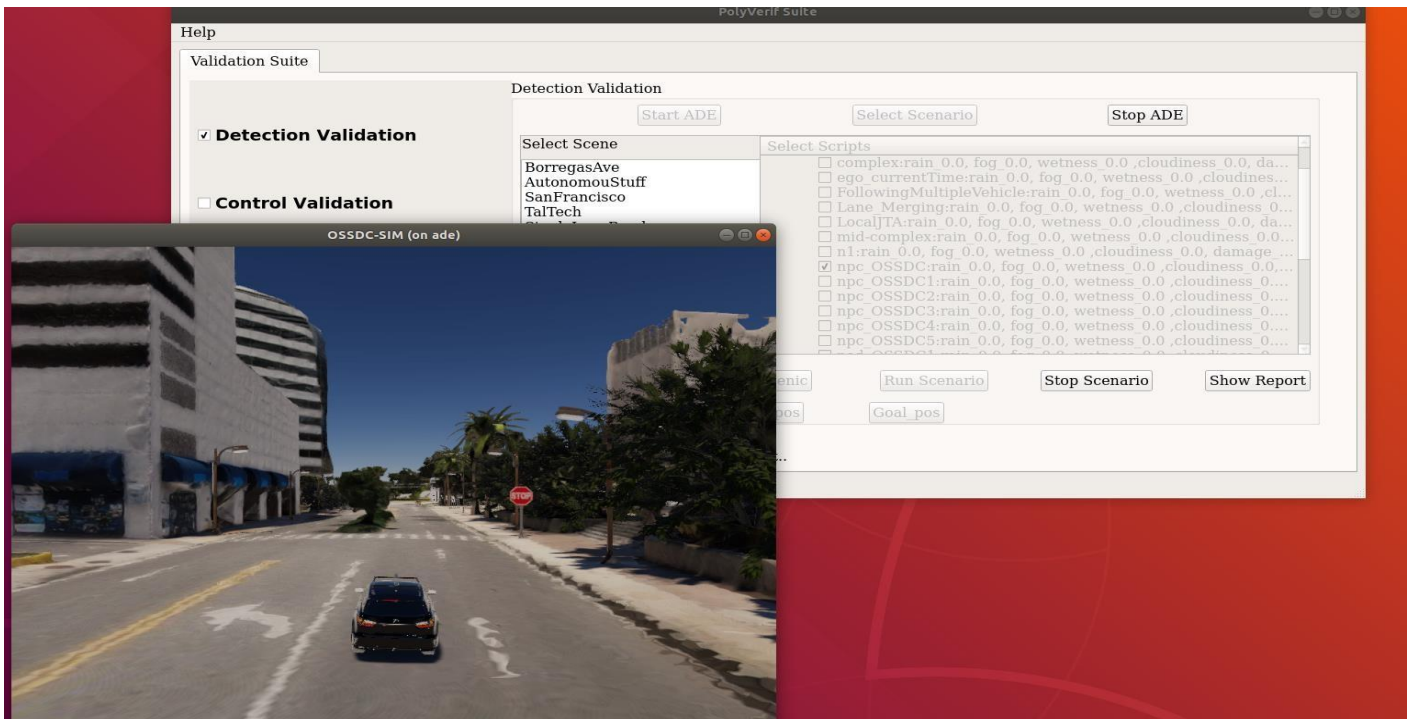 PolyVerif Suite
Help
Validation Suite
Detection Validation
Start ADE
Select Scenario
Stop ADE
Detection Validation
Control Validation
Select Scene
BorregasAve
AutonomouStuff
SanFrancisco
TalTech
Select Scripts
complex:rain_0.0, fog_0.0, wetness_0.0 ,cloudiness_0.0, da...
ego_currentTime:rain_0.0, fog_0.0, wetness_0.0 ,cloudines...
FollowingMultipleVehicle:rain_0.0, fog_0.0, wetness_0.0 ,cl...
Lane_Merging:rain_0.0, fog_0.0, wetness_0.0 ,cloudiness_0...
LocalJTA:rain_0.0, fog_0.0, wetness_0.0 ,cloudiness_0.0, da...
mid-complex:rain_0.0, fog_0.0, wetness_0.0 ,cloudiness_0.0...
n1:rain_0.0, fog_0.0, wetness_0.0 ,cloudiness_0.0, damage_...
npc_OSSDC:rain_0.0, fog_0.0, wetness_0.0 ,cloudiness_0.0,...
npc_OSSDC1:rain_0.0, fog_0.0, wetness_0.0 ,cloudiness_0....
npc_OSSDC2:rain_0.0, fog_0.0, wetness_0.0 ,cloudiness_0....
npc_OSSDC3:rain_0.0, fog_0.0, wetness_0.0 ,cloudiness_0....
npc_OSSDC4:rain_0.0, fog_0.0, wetness_0.0 ,cloudiness_0....
npc_OSSDC5:rain_0.0, fog_0.0, wetness_0.0 ,cloudiness_0....
enic
Run Scenario
Stop Scenario
Show Report
pos
Goal_pos
OSSDC-SIM (on ade)
STOP